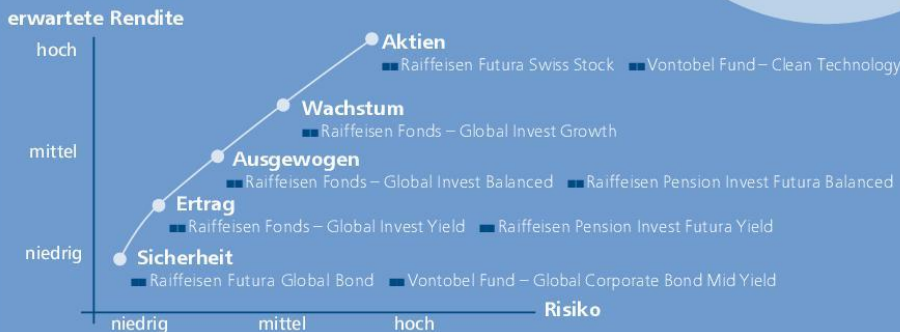 erwartete Rendite
hoch
Aktien
Raiffeisen Futura Swiss Stock Vontobel Fund – Clean Technology
Wachstum
Raiffeisen Fonds – Global Invest Growth
mittel
Ausgewogen
Raiffeisen Fonds – Global Invest Balanced Raiffeisen Pension Invest Futura Balanced
Ertrag
Raiffeisen Fonds – Global Invest Yield Raiffeisen Pension Invest Futura Yield
niedrig
Sicherheit
Raiffeisen Futura Global Bond Vontobel Fund – Global Corporate Bond Mid Yield
Risiko
niedrig mittel hoch